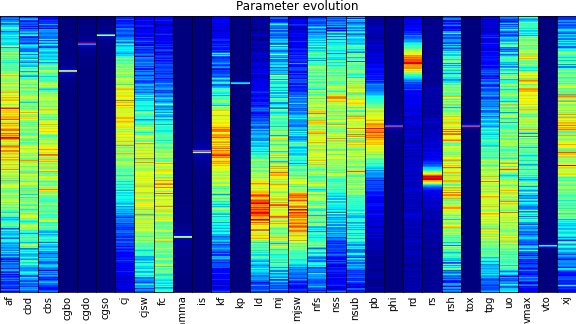 Parameter evolution
af
cbd
cbs
cgbo
cgdo
cgso
cj
cjsw
fc
is
kf
kp
ld
mj
mjsw
nfs
nss
nsub
pb
phi
rd
rs
rsh
tox
tpg
uo
vmax
vto
xj